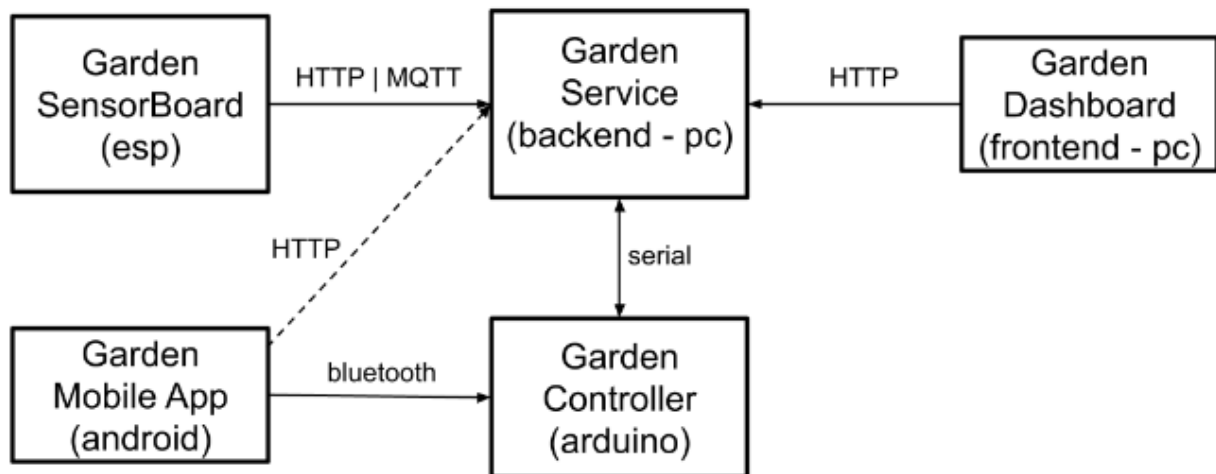 Garden
SensorBoard
(esp)
HTTP | MQTT
Garden
Service
(backend - pc)
HTTP
Garden
Dashboard
(frontend - pc)
HTTP
serial
Garden
Mobile App
(android)
bluetooth
Garden
Controller
(arduino)